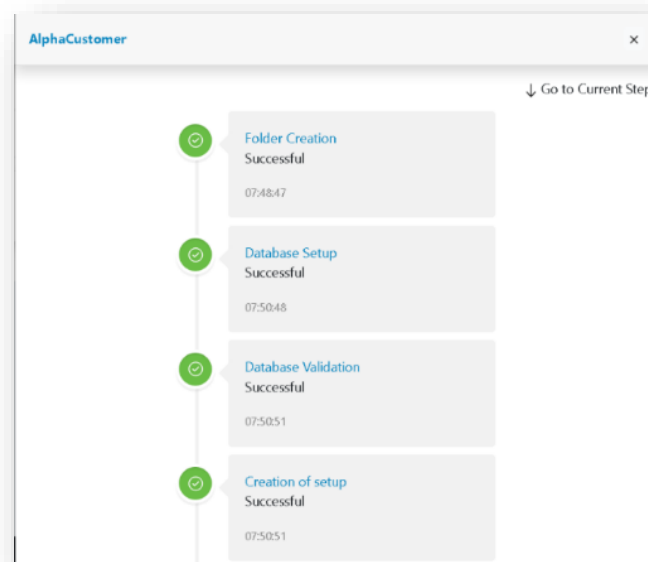 AlphaCustomer
Go to Current Step
Folder Creation
Successful
07:48:47
Database Setup
Successful
07:50:48
Database Validation
Successful
07:50:51
Creation of setup
Successful
07:50:51